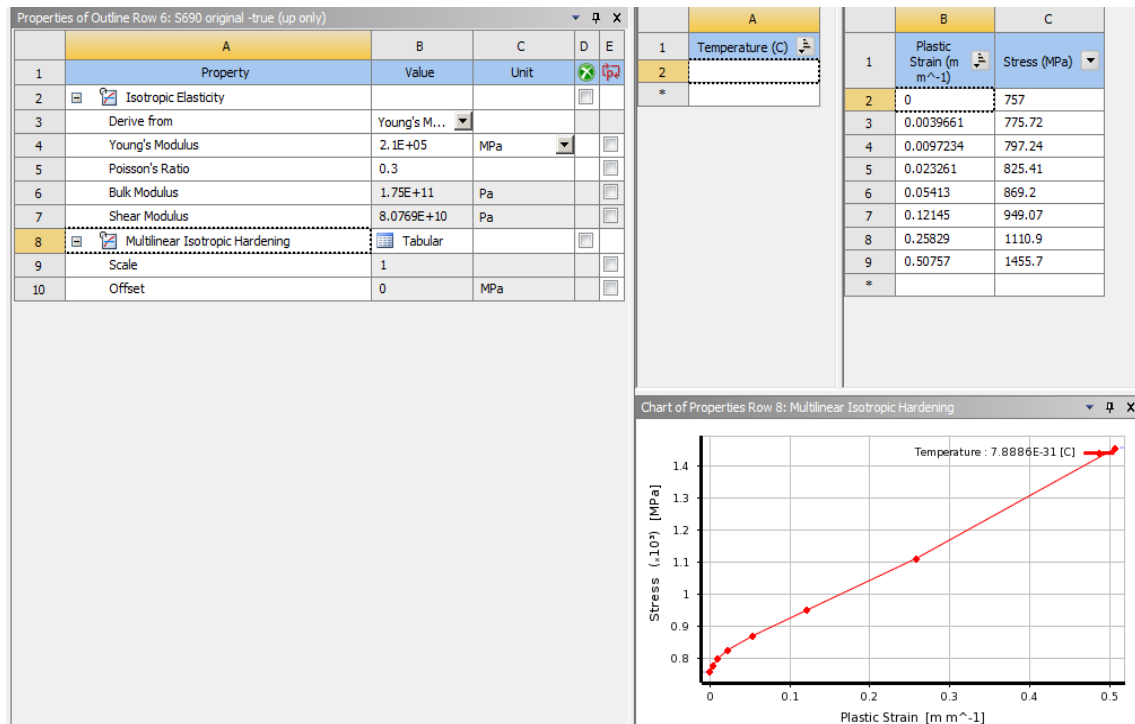 Properties of Outline Row 6: S690 original -true (up only)
A B C D E
1 Property Value Unit
2 Isotropic Elasticity
3 Derive from Young's M...
4 Young's Modulus 2.1E+05 MPa
5 Poisson's Ratio 0.3
6 Bulk Modulus 1.75E+11 Pa
7 Shear Modulus 8.0769E+10 Pa
8 Multilinear Isotropic Hardening Tabular
9 Scale 1
10 Offset 0 MPa
A
1 Temperature (C)
2
*
B C
1 Plastic Strain (m m^-1) Stress (MPa)
2 0 757
3 0.0039661 775.72
4 0.0097234 797.24
5 0.023261 825.41
6 0.05413 869.2
7 0.12145 949.07
8 0.25829 1110.9
9 0.50757 1455.7
*
Chart of Properties Row 8: Multilinear Isotropic Hardening
Temperature : 7.8886E-31 [C]
Stress (x10³) [MPa]
1.4
1.3
1.2
1.1
1
0.9
0.8
0 0.1 0.2 0.3 0.4 0.5
Plastic Strain [m m^-1]